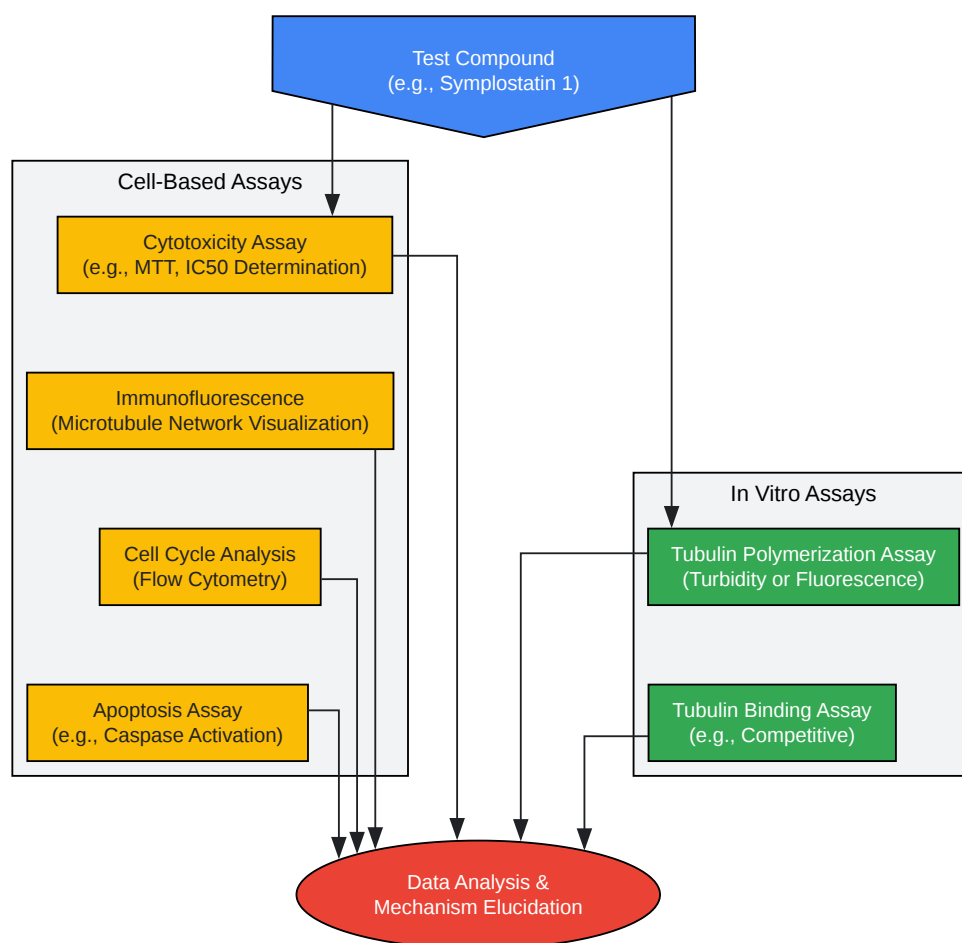 Test Compound
(e.g., Symplostatin 1)
Cell-Based Assays
Cytotoxicity Assay
(e.g., MTT, IC50 Determination)
Immunofluorescence
(Microtubule Network Visualization)
Cell Cycle Analysis
(Flow Cytometry)
Apoptosis Assay
(e.g., Caspase Activation)
In Vitro Assays
Tubulin Polymerization Assay
(Turbidity or Fluorescence)
Tubulin Binding Assay
(e.g., Competitive)
Data Analysis &
Mechanism Elucidation